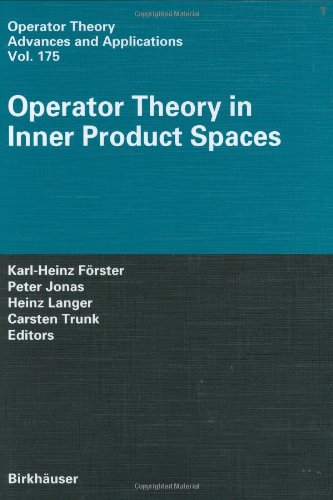 Operator Theory
Advances and Applications
Vol. 175
Operator Theory in
Inner Product Spaces
Karl-Heinz Förster
Peter Jonas
Heinz Langer
Carsten Trunk
Editors
Birkhäuser